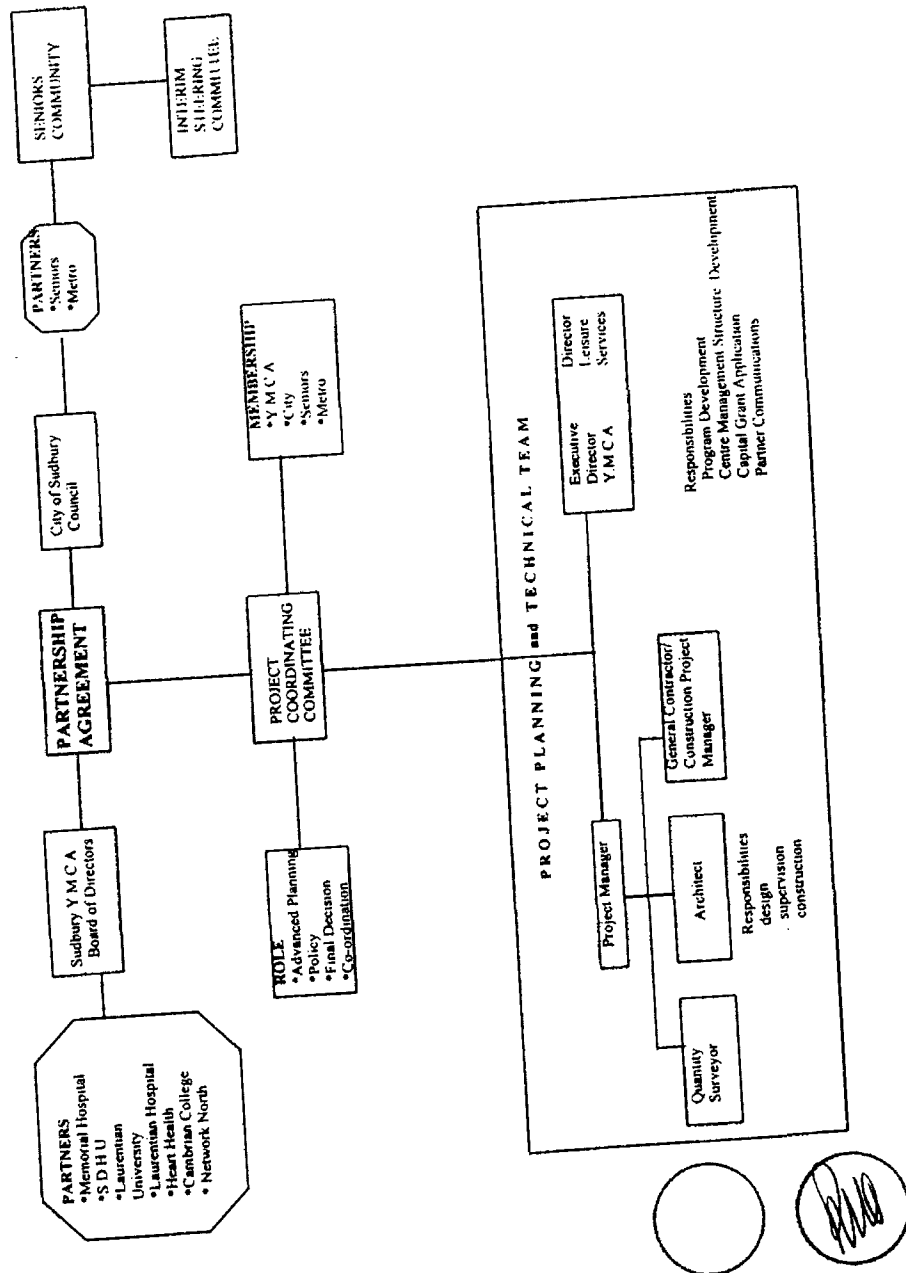 PARTNERS
•Memorial Hospital
•S D H U
•Laurentian
University
•Laurentian Hospital
•Heart Health
•Cambrian College
• Network North
Sudbury Y M C A
Board of Directors
PARTNERSHIP
AGREEMENT
City of Sudbury
Council
PARTNERS
•Seniors
•Metro
SENIORS
COMMUNITY
INTERIM
STEERING
COMMITTEE
ROLE
•Advanced Planning
•Policy
•Final Decision
•Co-ordination
PROJECT
COORDINATING
COMMITTEE
MEMBERSHIP
•Y M C A
•City
•Seniors
•Metro
PROJECT PLANNING and TECHNICAL TEAM
Project Manager
Quantity
Surveyor
Architect
General Contractor/
Construction Project
Manager
Responsibilities
design
supervision
construction
Executive
Director
Y.M C A
Director
Leisure
Services
Responsibilities
Program Development
Centre Management Structure Development
Capital Grant Application
Partner Communications